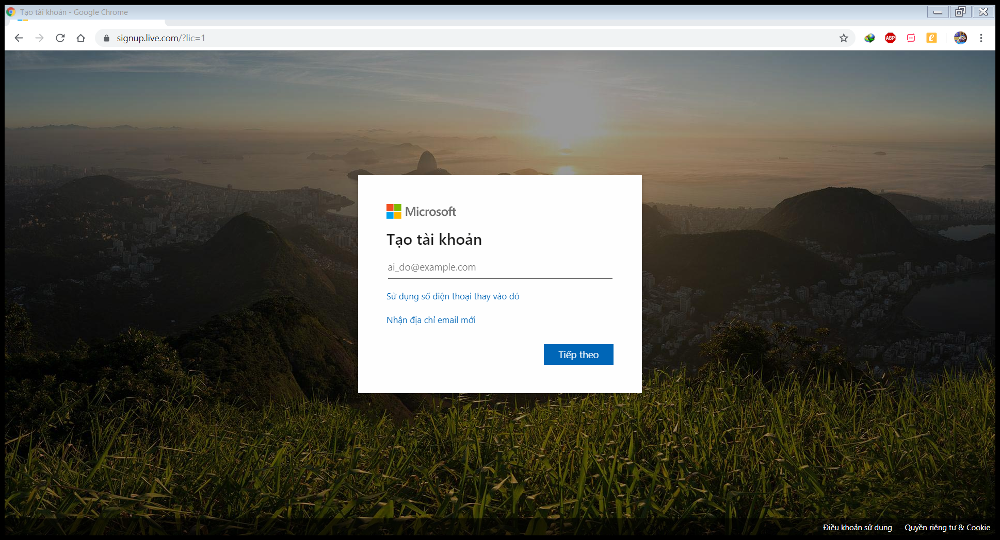 Tạo tài khoản - Google Chrome
signup.live.com/?lic=1
ABP
e
Microsoft
Tạo tài khoản
ai_do@example.com
Sử dụng số điện thoại thay vào đó
Nhận địa chỉ email mới
Tiếp theo
Điều khoản sử dụng
Quyền riêng tư & Cookie